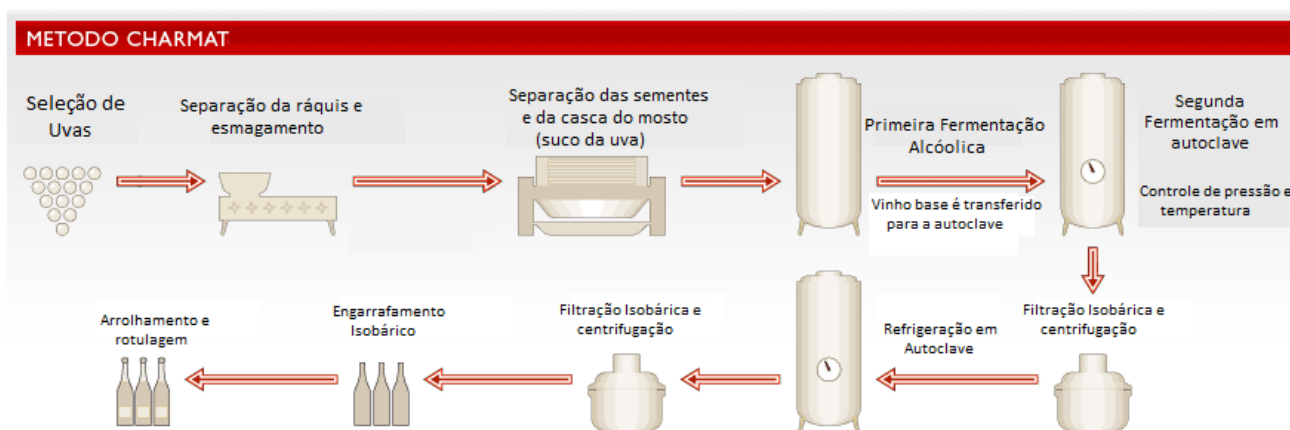 METODO CHARMAT
Seleção de
Uvas
Separação da ráquis e
esmagamento
Separação das sementes
e da casca do mosto
(suco da uva)
Primeira Fermentação
Alcóolica
Vinho base é transferido
para a autoclave
Segunda
Fermentação em
autoclave
Controle de pressão e
temperatura
Filtração Isobárica e
centrifugação
Refrigeração em
Autoclave
Filtração Isobárica e
centrifugação
Engarrafamento
Isobárico
Arrolhamento e
rotulagem